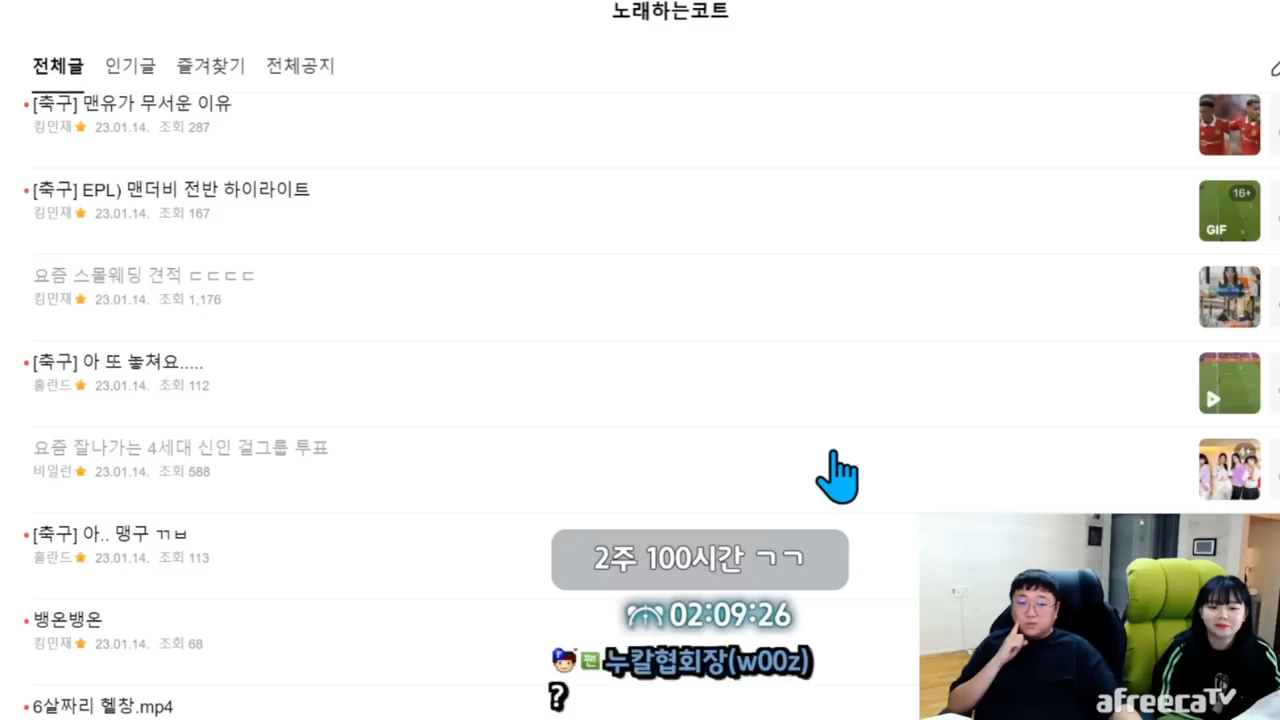 노래하는코트
전체글 인기글 즐겨찾기 전체공지
[축구] 맨유가 무서운 이유
킹민재 23.01.14. 조회 287
[축구] EPL) 맨더비 전반 하이라이트
킹민재 23.01.14. 조회 167
16+
GIF
요즘 스몰웨딩 견적 ㄷㄷㄷㄷ
킹민재 23.01.14. 조회 1,176
[축구] 아 또 놓쳐요.....
홀란드 23.01.14. 조회 112
요즘 잘나가는 4세대 신인 걸그룹 투표
비일런 23.01.14. 조회 588
4+
[축구] 아.. 맹구 ㄲㅂ
홀란드 23.01.14. 조회 113
2주 100시간 ㄱㄱ
뱅온뱅온
킹민재 23.01.14. 조회 68
02:09:26
팬 누칼협회장(w00z)
?
6살짜리 헬창.mp4
afreecaTV